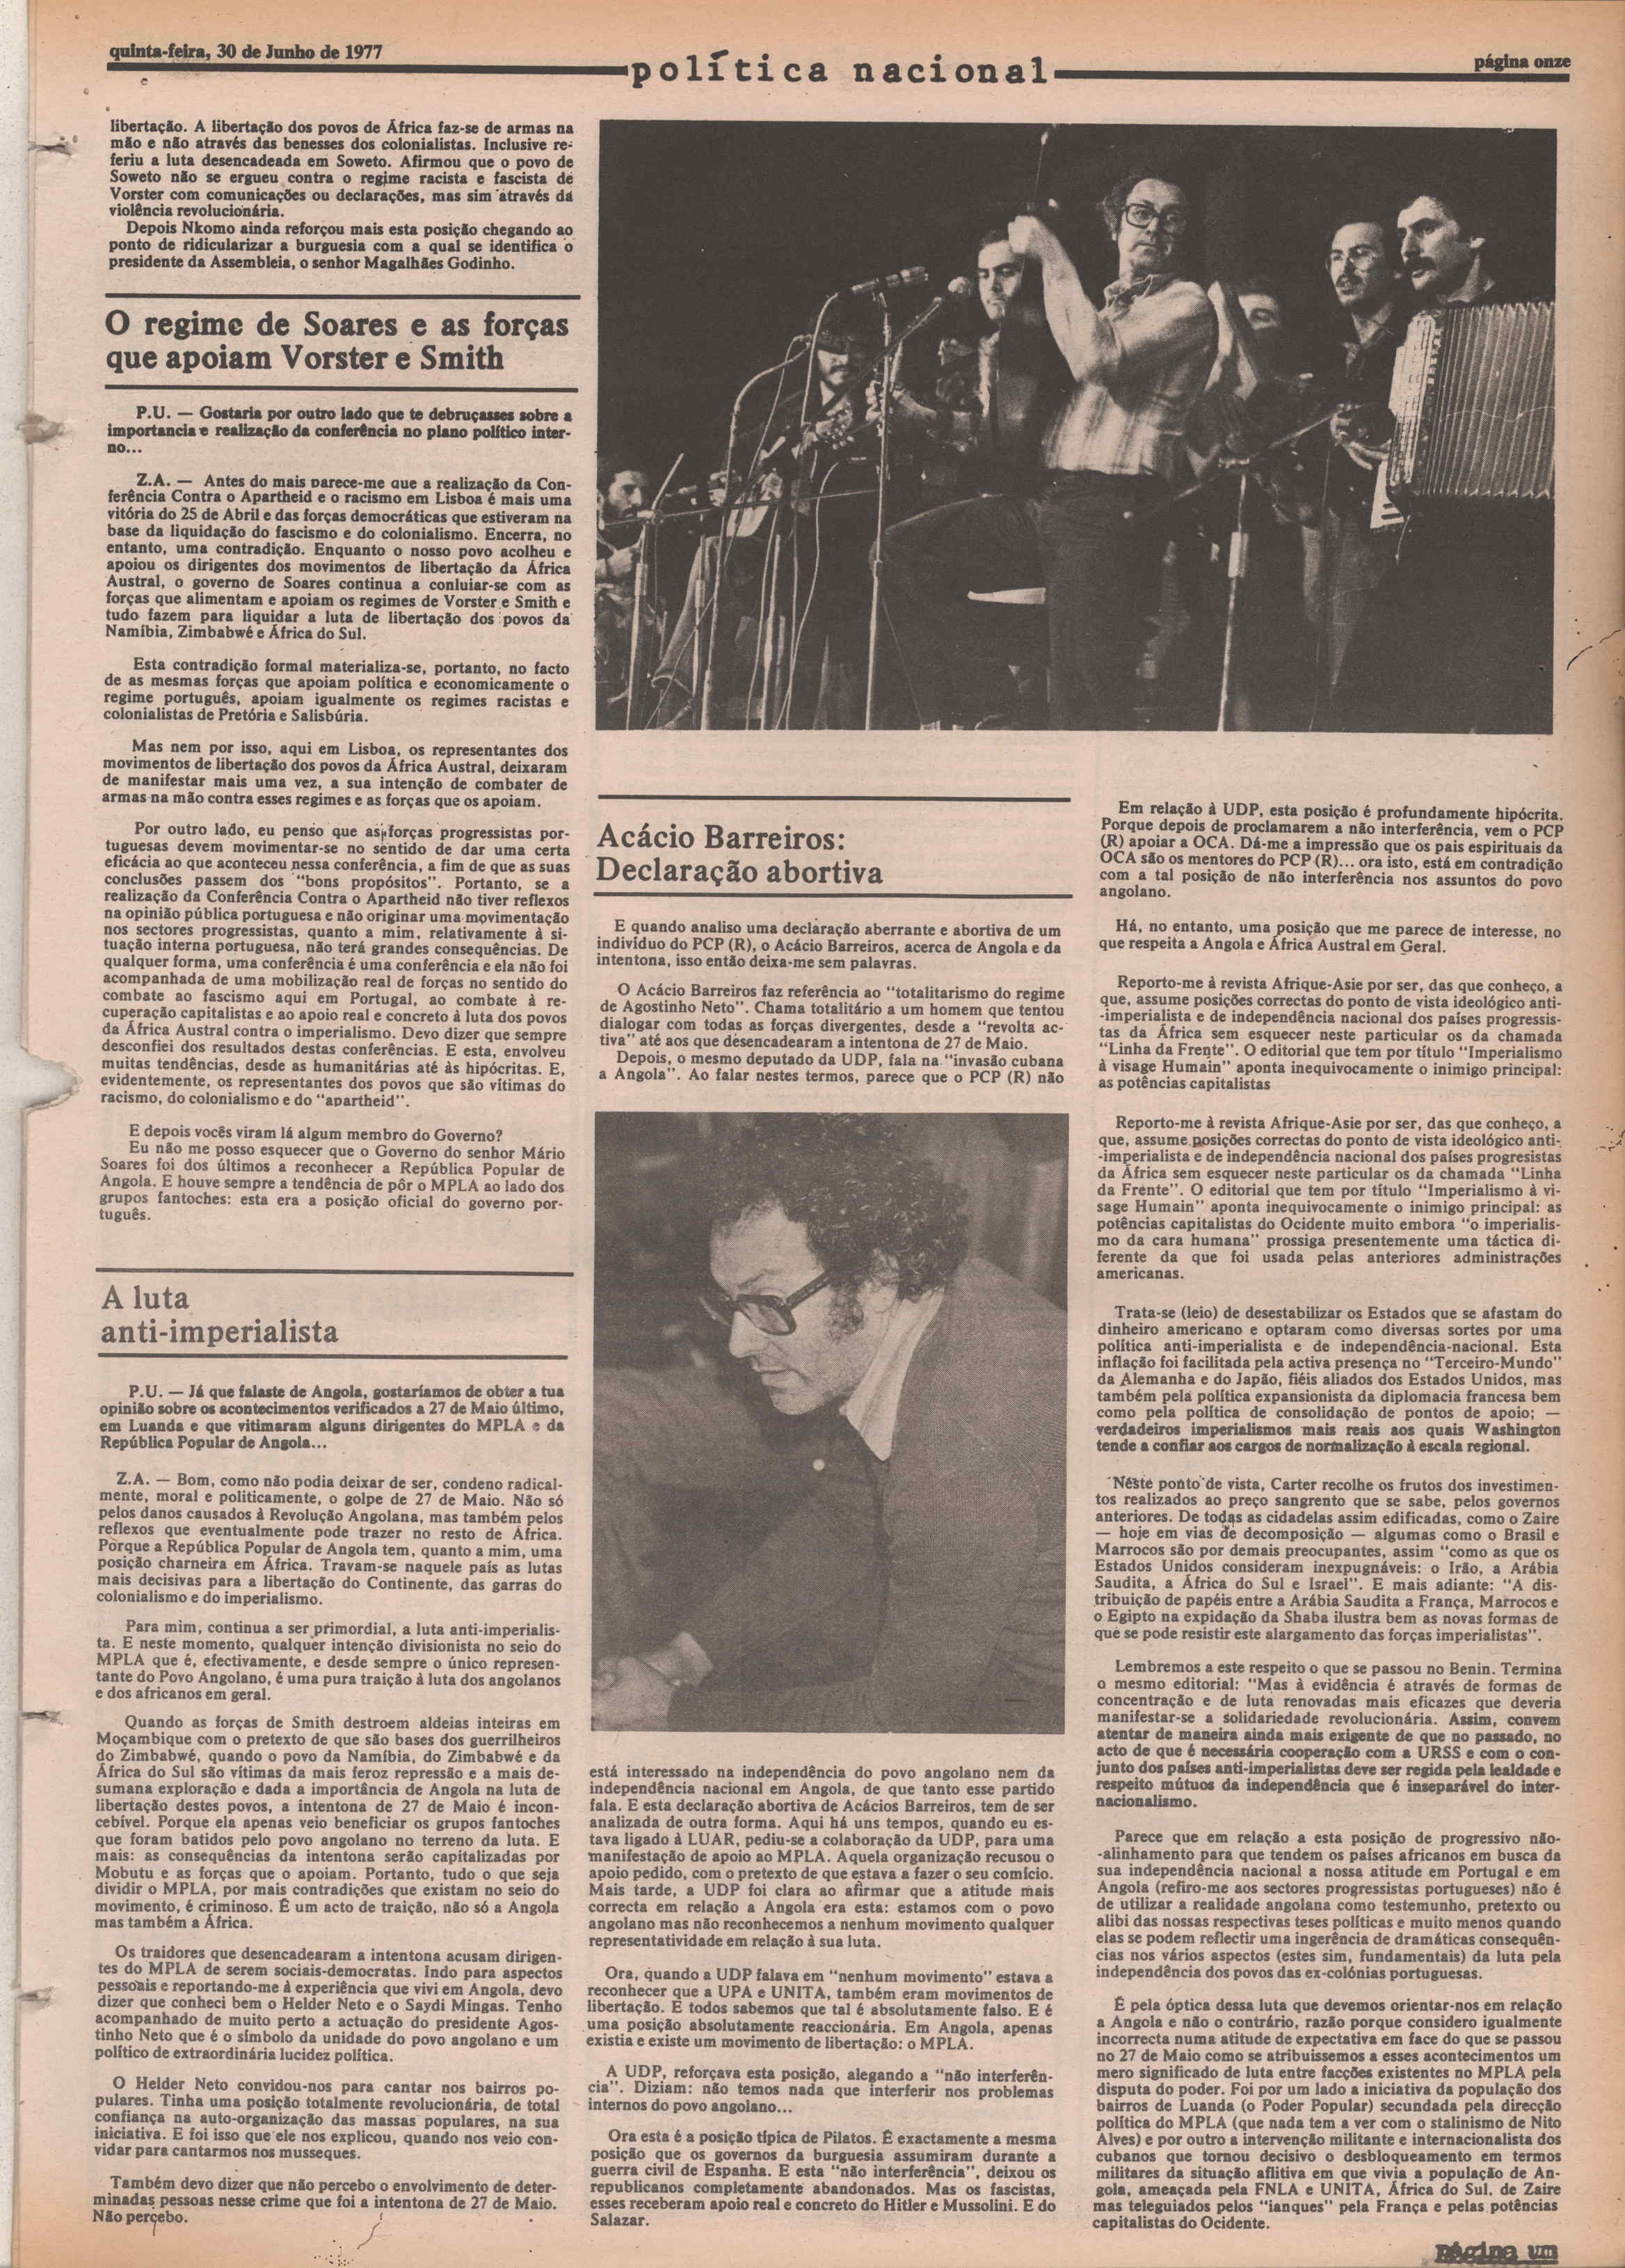 quinta-feira, 30 de Junho de 1977
política nacional
página onze
libertação. A libertação dos povos de África faz-se de armas na
mão e não através das benesses dos colonialistas. Inclusive re-
feriu a luta desencadeada em Soweto. Afirmou que o povo de
Soweto não se ergueu contra o regime racista e fascista de
Vorster com comunicações ou declarações, mas sim através da
violência revolucionária.
Depois Nkomo ainda reforçou mais esta posição chegando ao
ponto de ridicularizar a burguesia com a qual se identifica o
presidente da Assembleia, o senhor Magalhães Godinho.
O regime de Soares e as forças
que apoiam Vorster e Smith
P.U. — Gostaria por outro lado que te debruçasses sobre a
importancia e realização da conferência no plano político inter-
no...
Z.A. — Antes do mais parece-me que a realização da Con-
ferência Contra o Apartheid e o racismo em Lisboa é mais uma
vitória do 25 de Abril e das forças democráticas que estiveram na
base da liquidação do fascismo e do colonialismo. Encerra, no
entanto, uma contradição. Enquanto o nosso povo acolheu e
apoiou os dirigentes dos movimentos de libertação da África
Austral, o governo de Soares continua a conluiar-se com as
forças que alimentam e apoiam os regimes de Vorster e Smith e
tudo fazem para liquidar a luta de libertação dos povos da
Namíbia, Zimbabwé e África do Sul.
Esta contradição formal materializa-se, portanto, no facto
de as mesmas forças que apoiam política e economicamente o
regime português, apoiam igualmente os regimes racistas e
colonialistas de Pretória e Salisbúria.
Mas nem por isso, aqui em Lisboa, os representantes dos
movimentos de libertação dos povos da África Austral, deixaram
de manifestar mais uma vez, a sua intenção de combater de
armas na mão contra esses regimes e as forças que os apoiam.
Por outro lado, eu penso que as forças progressistas por-
tuguesas devem movimentar-se no sentido de dar uma certa
eficácia ao que aconteceu nessa conferência, a fim de que as suas
conclusões passem dos "bons propósitos". Portanto, se a
realização da Conferência Contra o Apartheid não tiver reflexos
na opinião pública portuguesa e não originar uma movimentação
nos sectores progressistas, quanto a mim, relativamente à si-
tuação interna portuguesa, não terá grandes consequências. De
qualquer forma, uma conferência é uma conferência e ela não foi
acompanhada de uma mobilização real de forças no sentido do
combate ao fascismo aqui em Portugal, ao combate à re-
cuperação capitalistas e ao apoio real e concreto à luta dos povos
da África Austral contra o imperialismo. Devo dizer que sempre
desconfiei dos resultados destas conferências. E esta, envolveu
muitas tendências, desde as humanitárias até às hipócritas. E,
evidentemente, os representantes dos povos que são vítimas do
racismo, do colonialismo e do "apartheid".
E depois vocês viram lá algum membro do Governo?
Eu não me posso esquecer que o Governo do senhor Mário
Soares foi dos últimos a reconhecer a República Popular de
Angola. E houve sempre a tendência de pôr o MPLA ao lado dos
grupos fantoches: esta era a posição oficial do governo por-
tuguês.
A luta
anti-imperialista
P.U. — Já que falaste de Angola, gostaríamos de obter a tua
opinião sobre os acontecimentos verificados a 27 de Maio último,
em Luanda e que vitimaram alguns dirigentes do MPLA e da
República Popular de Angola...
Z.A. — Bom, como não podia deixar de ser, condeno radical-
mente, moral e politicamente, o golpe de 27 de Maio. Não só
pelos danos causados à Revolução Angolana, mas também pelos
reflexos que eventualmente pode trazer no resto de África.
Porque a República Popular de Angola tem, quanto a mim, uma
posição charneira em África. Travam-se naquele país as lutas
mais decisivas para a libertação do Continente, das garras do
colonialismo e do imperialismo.
Para mim, continua a ser primordial, a luta anti-imperialis-
ta. E neste momento, qualquer intenção divisionista no seio do
MPLA que é, efectivamente, e desde sempre o único represen-
tante do Povo Angolano, é uma pura traição à luta dos angolanos
e dos africanos em geral.
Quando as forças de Smith destroem aldeias inteiras em
Moçambique com o pretexto de que são bases dos guerrilheiros
do Zimbabwé, quando o povo da Namíbia, do Zimbabwé e da
África do Sul são vítimas da mais feroz repressão e a mais de-
sumana exploração e dada a importância de Angola na luta de
libertação destes povos, a intentona de 27 de Maio é incon-
cebível. Porque ela apenas veio beneficiar os grupos fantoches
que foram batidos pelo povo angolano no terreno da luta. E
mais: as consequências da intentona serão capitalizadas por
Mobutu e as forças que o apoiam. Portanto, tudo o que seja
dividir o MPLA, por mais contradições que existam no seio do
movimento, é criminoso. É um acto de traição, não só a Angola
mas também a África.
Os traidores que desencadearam a intentona acusam dirigen-
tes do MPLA de serem sociais-democratas. Indo para aspectos
pessoais e reportando-me à experiência que vivi em Angola, devo
dizer que conheci bem o Helder Neto e o Saydi Mingas. Tenho
acompanhado de muito perto a actuação do presidente Agos-
tinho Neto que é o símbolo da unidade do povo angolano e um
político de extraordinária lucidez política.
O Helder Neto convidou-nos para cantar nos bairros po-
pulares. Tinha uma posição totalmente revolucionária, de total
confiança na auto-organização das massas populares, na sua
iniciativa. E foi isso que ele nos explicou, quando nos veio con-
vidar para cantarmos nos musseques.
Também devo dizer que não percebo o envolvimento de deter-
minadas pessoas nesse crime que foi a intentona de 27 de Maio.
Não percebo.
Acácio Barreiros:
Declaração abortiva
E quando analiso uma declaração aberrante e abortiva de um
indivíduo do PCP (R), o Acácio Barreiros, acerca de Angola e da
intentona, isso então deixa-me sem palavras.
O Acácio Barreiros faz referência ao "totalitarismo do regime
de Agostinho Neto". Chama totalitário a um homem que tentou
dialogar com todas as forças divergentes, desde a "revolta ac-
tiva" até aos que desencadearam a intentona de 27 de Maio.
Depois, o mesmo deputado da UDP, fala na "invasão cubana
a Angola". Ao falar nestes termos, parece que o PCP (R) não
está interessado na independência do povo angolano nem da
independência nacional em Angola, de que tanto esse partido
fala. E esta declaração abortiva de Acácios Barreiros, tem de ser
analizada de outra forma. Aqui há uns tempos, quando eu es-
tava ligado à LUAR, pediu-se a colaboração da UDP, para uma
manifestação de apoio ao MPLA. Aquela organização recusou o
apoio pedido, com o pretexto de que estava a fazer o seu comício.
Mais tarde, a UDP foi clara ao afirmar que a atitude mais
correcta em relação a Angola era esta: estamos com o povo
angolano mas não reconhecemos a nenhum movimento qualquer
representatividade em relação à sua luta.
Ora, quando a UDP falava em "nenhum movimento" estava a
reconhecer que a UPA e UNITA, também eram movimentos de
libertação. E todos sabemos que tal é absolutamente falso. E é
uma posição absolutamente reaccionária. Em Angola, apenas
existia e existe um movimento de libertação: o MPLA.
A UDP, reforçava esta posição, alegando a "não interferên-
cia". Diziam: não temos nada que interferir nos problemas
internos do povo angolano...
Ora esta é a posição típica de Pilatos. É exactamente a mesma
posição que os governos da burguesia assumiram durante a
guerra civil de Espanha. E esta "não interferência", deixou os
republicanos completamente abandonados. Mas os fascistas,
esses receberam apoio real e concreto do Hitler e Mussolini. E do
Salazar.
Em relação à UDP, esta posição é profundamente hipócrita.
Porque depois de proclamarem a não interferência, vem o PCP
(R) apoiar a OCA. Dá-me a impressão que os pais espirituais da
OCA são os mentores do PCP (R)... ora isto, está em contradição
com a tal posição de não interferência nos assuntos do povo
angolano.
Há, no entanto, uma posição que me parece de interesse, no
que respeita a Angola e África Austral em Geral.
Reporto-me à revista Afrique-Asie por ser, das que conheço, a
que, assume posições correctas do ponto de vista ideológico anti-
-imperialista e de independência nacional dos países progressis-
tas da África sem esquecer neste particular os da chamada
"Linha da Frente". O editorial que tem por título "Imperialismo
à visage Humain" aponta inequivocamente o inimigo principal:
as potências capitalistas
Reporto-me à revista Afrique-Asie por ser, das que conheço, a
que, assume posições correctas do ponto de vista ideológico anti-
-imperialista e de independência nacional dos países progresistas
da África sem esquecer neste particular os da chamada "Linha
da Frente". O editorial que tem por título "Imperialismo à vi-
sage Humain" aponta inequivocamente o inimigo principal: as
potências capitalistas do Ocidente muito embora "o imperialis-
mo da cara humana" prossiga presentemente uma táctica di-
ferente da que foi usada pelas anteriores administrações
americanas.
Trata-se (leio) de desestabilizar os Estados que se afastam do
dinheiro americano e optaram como diversas sortes por uma
política anti-imperialista e de independência-nacional. Esta
inflação foi facilitada pela activa presença no "Terceiro-Mundo"
da Alemanha e do Japão, fiéis aliados dos Estados Unidos, mas
também pela política expansionista da diplomacia francesa bem
como pela política de consolidação de pontos de apoio; —
verdadeiros imperialismos mais reais aos quais Washington
tende a confiar aos cargos de normalização à escala regional.
Neste ponto de vista, Carter recolhe os frutos dos investimen-
tos realizados ao preço sangrento que se sabe, pelos governos
anteriores. De todas as cidadelas assim edificadas, como o Zaire
— hoje em vias de decomposição — algumas como o Brasil e
Marrocos são por demais preocupantes, assim "como as que os
Estados Unidos consideram inexpugnáveis: o Irão, a Arábia
Saudita, a África do Sul e Israel". E mais adiante: "A dis-
tribuição de papéis entre a Arábia Saudita a França, Marrocos e
o Egipto na expidação da Shaba ilustra bem as novas formas de
que se pode resistir este alargamento das forças imperialistas".
Lembremos a este respeito o que se passou no Benin. Termina
o mesmo editorial: "Mas à evidência é através de formas de
concentração e de luta renovadas mais eficazes que deveria
manifestar-se a solidariedade revolucionária. Assim, convem
atentar de maneira ainda mais exigente de que no passado, no
acto de que é necessária cooperação com a URSS e com o con-
junto dos países anti-imperialistas deve ser regida pela lealdade e
respeito mútuos da independência que é inseparável do inter-
nacionalismo.
Parece que em relação a esta posição de progressivo não-
-alinhamento para que tendem os países africanos em busca da
sua independência nacional a nossa atitude em Portugal e em
Angola (refiro-me aos sectores progressistas portugueses) não é
de utilizar a realidade angolana como testemunho, pretexto ou
alibi das nossas respectivas teses políticas e muito menos quando
elas se podem reflectir uma ingerência de dramáticas consequên-
cias nos vários aspectos (estes sim, fundamentais) da luta pela
independência dos povos das ex-colónias portuguesas.
É pela óptica dessa luta que devemos orientar-nos em relação
a Angola e não o contrário, razão porque considero igualmente
incorrecta numa atitude de expectativa em face do que se passou
no 27 de Maio como se atribuissemos a esses acontecimentos um
mero significado de luta entre facções existentes no MPLA pela
disputa do poder. Foi por um lado a iniciativa da população dos
bairros de Luanda (o Poder Popular) secundada pela direcção
política do MPLA (que nada tem a ver com o stalinismo de Nito
Alves) e por outro a intervenção militante e internacionalista dos
cubanos que tornou decisivo o desbloqueamento em termos
militares da situação aflitiva em que vivia a população de An-
gola, ameaçada pela FNLA e UNITA, África do Sul, de Zaire
mas teleguiados pelos "ianques" pela França e pelas potências
capitalistas do Ocidente.
página um